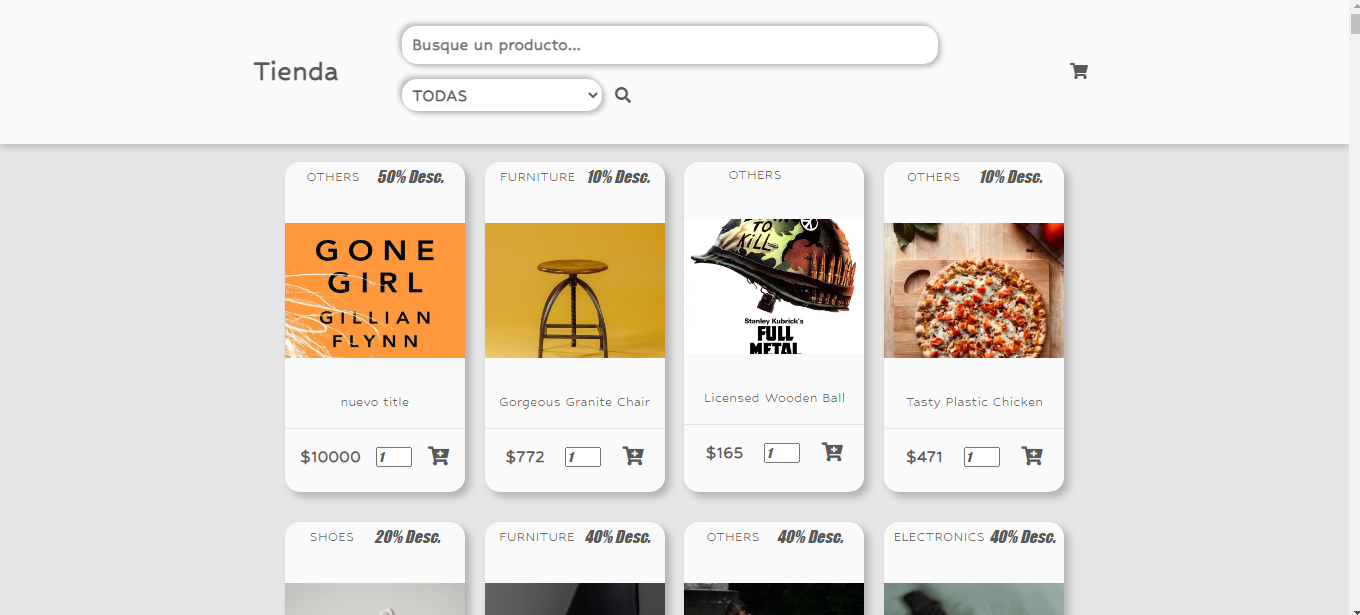 Busque un producto...
Tienda
TODAS
OTHERS 50% Desc.
FURNITURE 10% Desc.
OTHERS
OTHERS 10% Desc.
GONE
GIRL
GILLIAN
FLYNN
TO
KiLL
Stanley Kubrick's
FULL
METAL
nuevo title
Gorgeous Granite Chair
Licensed Wooden Ball
Tasty Plastic Chicken
$10000 1
$772 1
$165 1
$471 1
SHOES 20% Desc.
FURNITURE 40% Desc.
OTHERS 40% Desc.
ELECTRONICS 40% Desc.